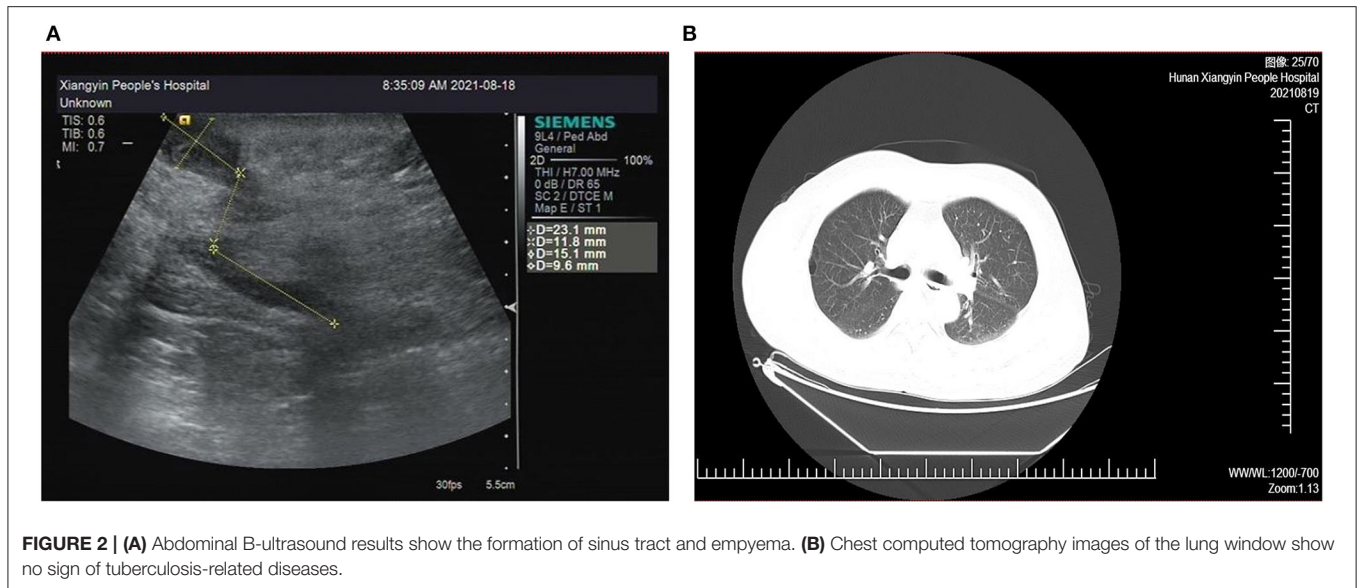 A
B
Xiangyin People's Hospital
8:35:09 AM 2021-08-18
Unknown
TIS: 0.6
TIB: 0.6
MI: 0.7
SIEMENS
9L4 / Ped Abd
General
2D
100%
THI / H7.00 MHz
0 dB / DR 65
SC 2 / DTCE M
Map E / ST 1
D=23.1 mm
D=11.8 mm
D=15.1 mm
D=9.6 mm
30fps
5.5cm
图像: 25/70
Hunan Xiangyin People Hospital
20210819
CT
WW/WL:1200/-700
Zoom:1.13
FIGURE 2 | (A) Abdominal B-ultrasound results show the formation of sinus tract and empyema. (B) Chest computed tomography images of the lung window show
no sign of tuberculosis-related diseases.